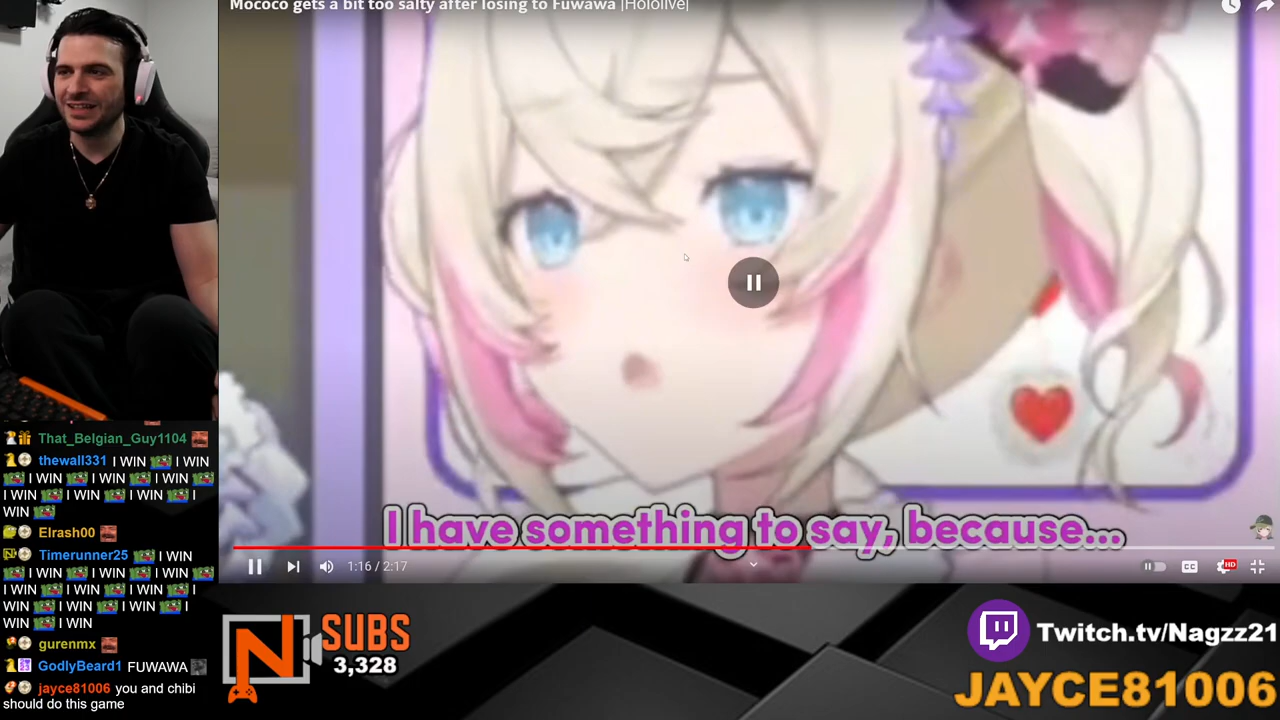 Mococo gets a bit too salty after losing to Fuwawa |Hololive|
I have something to say, because...
1:16 / 2:17
CC
HD
That_Belgian_Guy1104
thewall331 I WIN I WIN
I WIN I WIN I WIN
I WIN I WIN I WIN I
WIN
Elrash00
Timerunner25 I WIN
I WIN I WIN I WIN
I WIN I WIN I WIN I
WIN I WIN I WIN
WIN I WIN
gurenmx
GodlyBeard1 FUWAWA
jayce81006 you and chibi
should do this game
N SUBS
3,328
Twitch.tv/Nagzz21
JAYCE81006